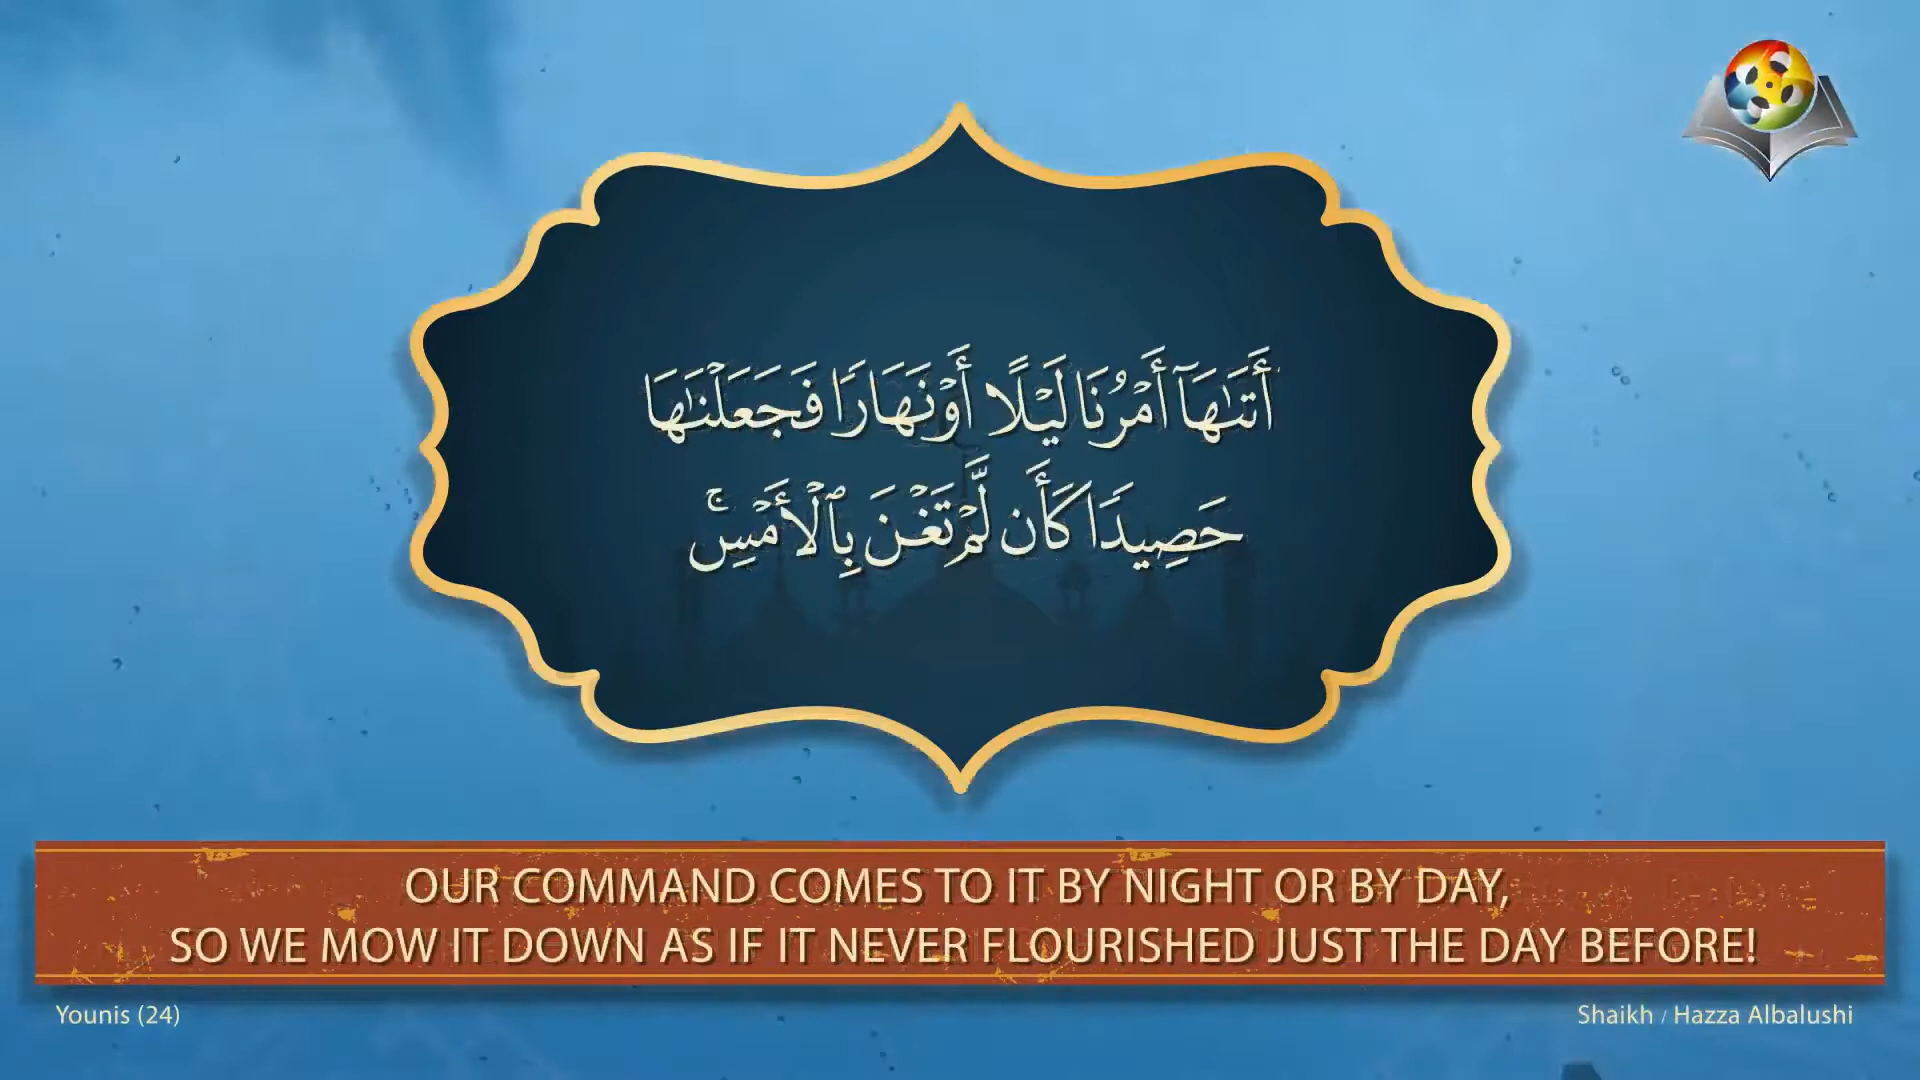 أَتَىٰهَآ أَمْرُنَا لَيْلًا أَوْ نَهَارًا فَجَعَلْنَٰهَا
حَصِيدًا كَأَن لَّمْ تَغْنَ بِٱلْأَمْسِ ۚ
OUR COMMAND COMES TO IT BY NIGHT OR BY DAY,
SO WE MOW IT DOWN AS IF IT NEVER FLOURISHED JUST THE DAY BEFORE!
Younis (24)
Shaikh / Hazza Albalushi